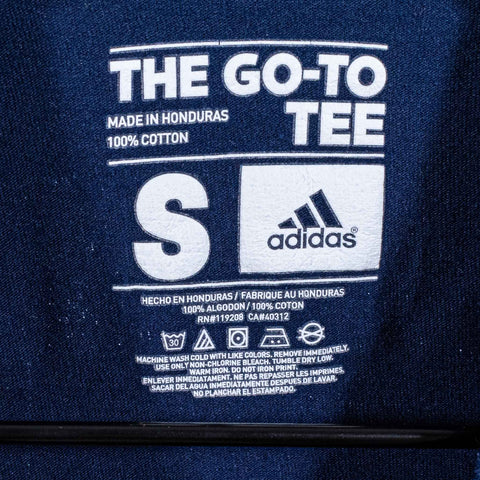 THE GO-TO
TEE
MADE IN HONDURAS
100% COTTON
S
adidas®
HECHO EN HONDURAS / FABRIQUE AU HONDURAS
100% ALGODON / 100% COTON
RN#119208 CA#40312
30
MACHINE WASH COLD WITH LIKE COLORS. REMOVE IMMEDIATELY.
USE ONLY NON-CHLORINE BLEACH. TUMBLE DRY LOW.
WARM IRON. DO NOT IRON PRINT.
ENLEVER INMEDIATAMENT. NE PAS REPASSER LES IMPRIMES.
SACAR DEL AGUA INMEDIATAMENTE DESPUES DE LAVAR.
NO PLANCHAR EL ESTAMPADO.